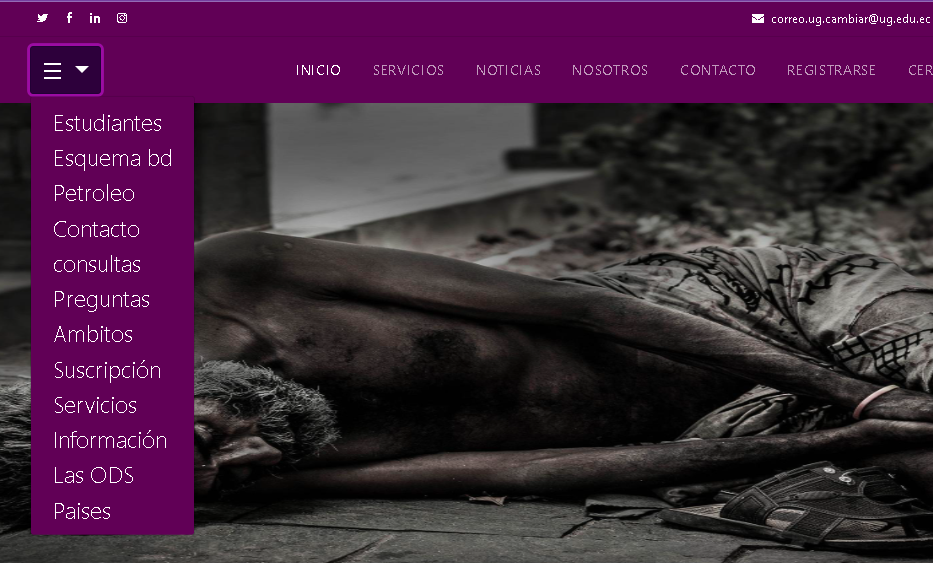 correo.ug.cambiar@ug.edu.ec
INICIO SERVICIOS NOTICIAS NOSOTROS CONTACTO REGISTRARSE CER
Estudiantes
Esquema bd
Petroleo
Contacto
consultas
Preguntas
Ambitos
Suscripción
Servicios
Información
Las ODS
Paises